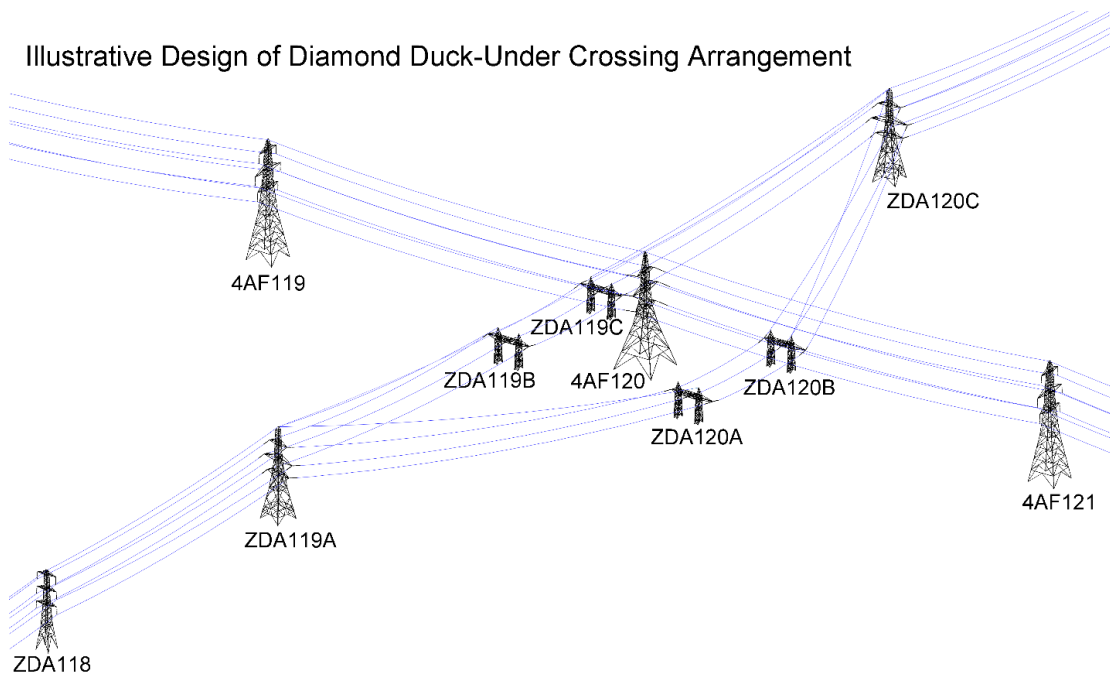 Illustrative Design of Diamond Duck-Under Crossing Arrangement
ZDA120C
4AF119
ZDA119C
ZDA119B
4AF120
ZDA120B
ZDA120A
4AF121
ZDA119A
ZDA118